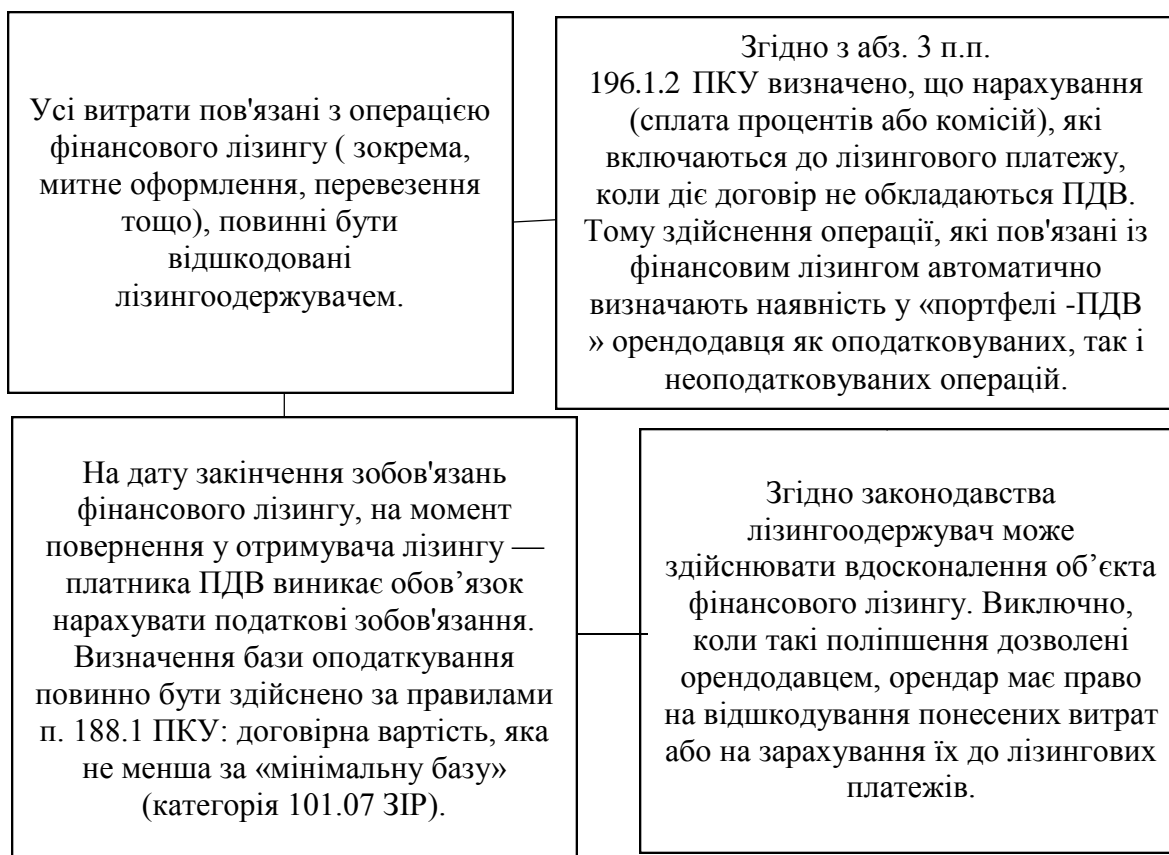 Усі витрати пов'язані з операцією
фінансового лізингу ( зокрема,
митне оформлення, перевезення
тощо), повинні бути
відшкодовані
лізингоодержувачем.
Згідно з абз. 3 п.п.
196.1.2 ПКУ визначено, що нарахування
(сплата процентів або комісій), які
включаються до лізингового платежу,
коли діє договір не обкладаються ПДВ.
Тому здійснення операції, які пов'язані із
фінансовим лізингом автоматично
визначають наявність у «портфелі -ПДВ
» орендодавця як оподатковуваних, так і
неоподатковуваних операцій.
На дату закінчення зобов'язань
фінансового лізингу, на момент
повернення у отримувача лізингу —
платника ПДВ виникає обов’язок
нарахувати податкові зобов'язання.
Визначення бази оподаткування
повинно бути здійснено за правилами
п. 188.1 ПКУ: договірна вартість, яка
не менша за «мінімальну базу»
(категорія 101.07 ЗІР).
Згідно законодавства
лізингоодержувач може
здійснювати вдосконалення об’єкта
фінансового лізингу. Виключно,
коли такі поліпшення дозволені
орендодавцем, орендар має право
на відшкодування понесених витрат
або на зарахування їх до лізингових
платежів.